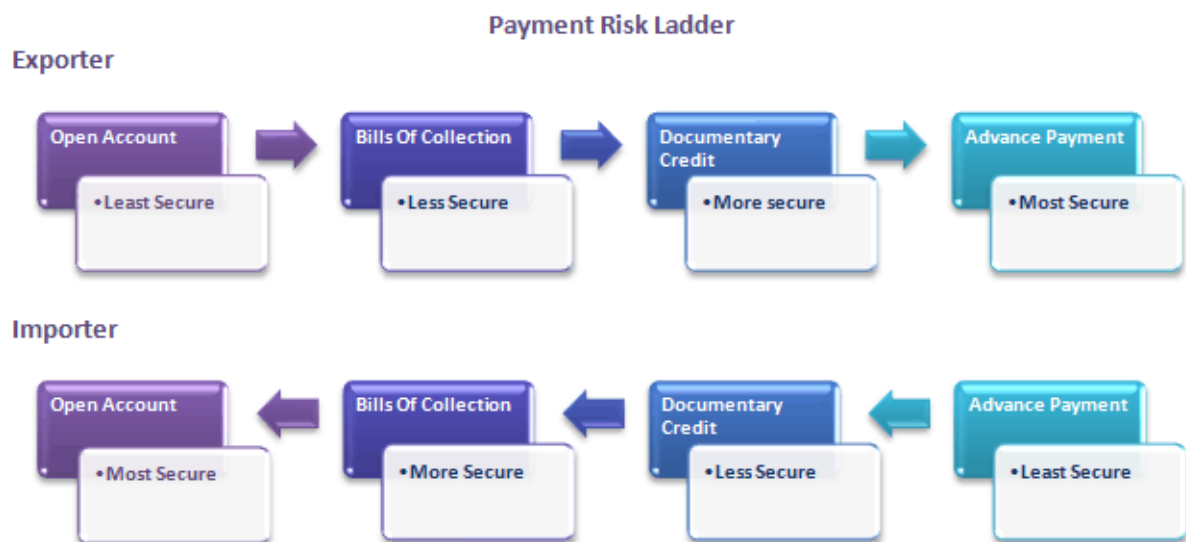 Payment Risk Ladder
Exporter
Open Account
•Least Secure
Bills Of Collection
•Less Secure
Documentary
Credit
•More secure
Advance Payment
•Most Secure
Importer
Open Account
•Most Secure
Bills Of Collection
•More Secure
Documentary
Credit
•Less Secure
Advance Payment
•Least Secure